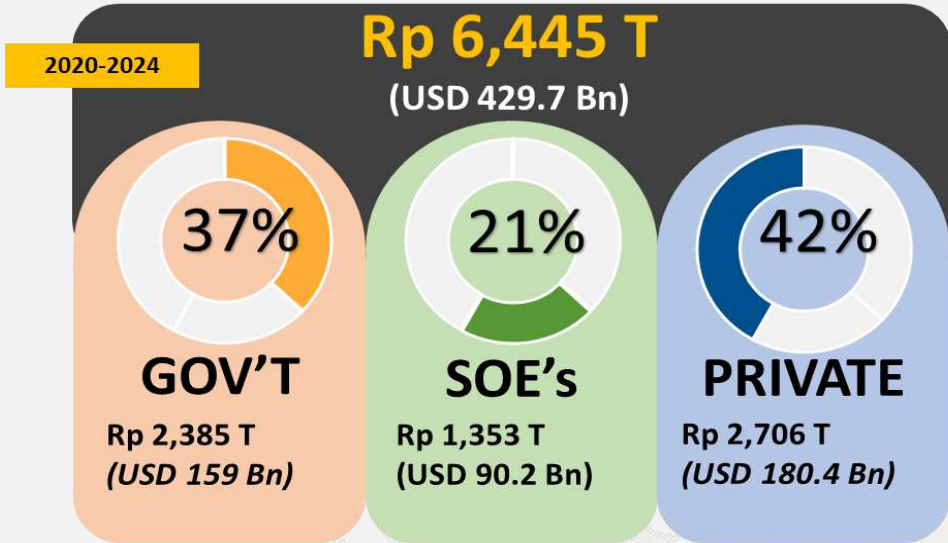 Rp 6,445 T
2020-2024
(USD 429.7 Bn)
37%
21%
42%
GOV’T
SOE’s
PRIVATE
Rp 2,385 T
(USD 159 Bn)
Rp 1,353 T
(USD 90.2 Bn)
Rp 2,706 T
(USD 180.4 Bn)